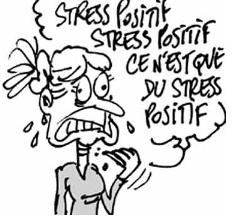 STRESS POSITIF
STRESS POSITIF
CE N'EST QUE
DU STRESS
POSITIF